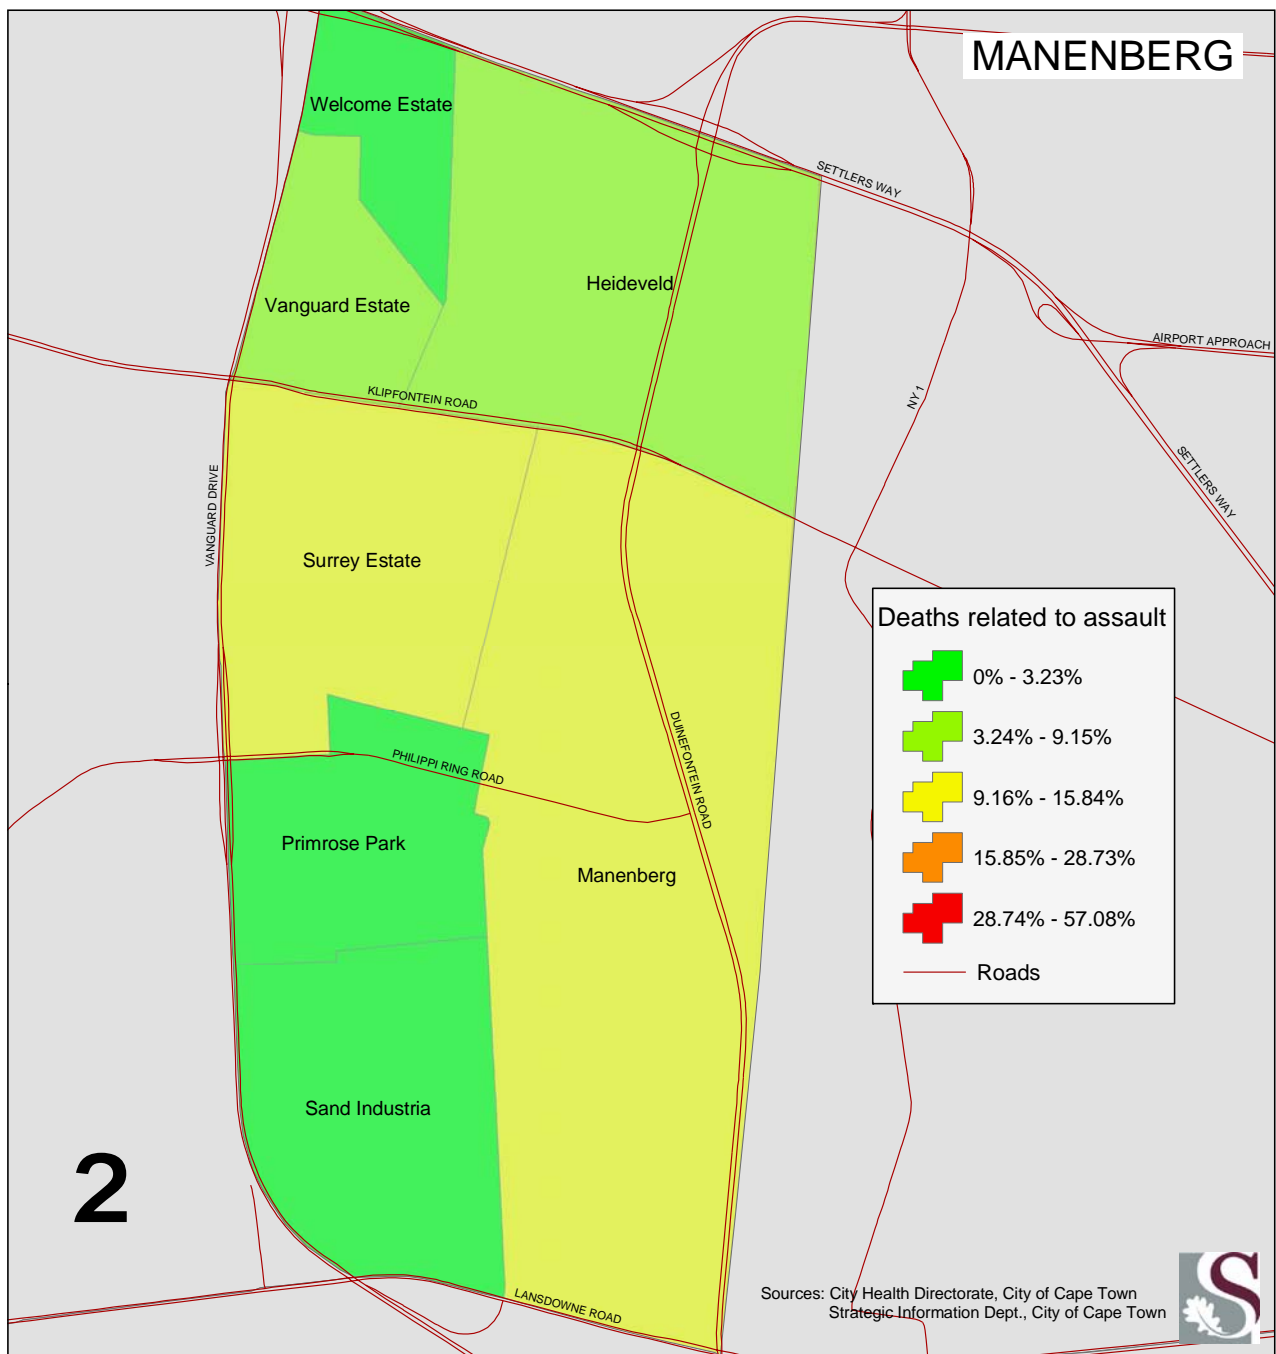 MANENBERG
Welcome Estate
SETTLERS WAY
Heideveld
Vanguard Estate
AIRPORT APPROACH
KLIPFONTEIN ROAD
NY 1
SETTLERS WAY
VANGUARD DRIVE
Surrey Estate
Deaths related to assault
0% - 3.23%
3.24% - 9.15%
9.16% - 15.84%
15.85% - 28.73%
28.74% - 57.08%
Roads
DUINEFONTEIN ROAD
PHILIPPI RING ROAD
Primrose Park
Manenberg
Sand Industria
2
LANSDOWNE ROAD
Sources: City Health Directorate, City of Cape Town
Strategic Information Dept., City of Cape Town
S